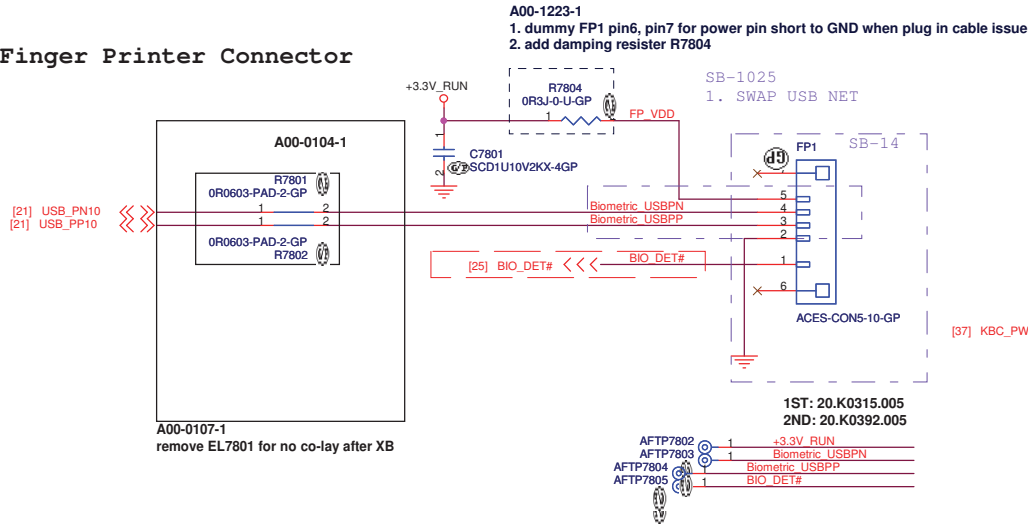 A00-1223-1
1. dummy FP1 pin6, pin7 for power pin short to GND when plug in cable issue
2. add damping resister R7804
Finger Printer Connector
+3.3V_RUN
R7804
0R3J-0-U-GP
1
FP_VDD
SB-1025
1. SWAP USB NET
A00-0104-1
1
2
C7801
SCD1U10V2KX-4GP
FP1
SB-14
GP
R7801
0R0603-PAD-2-GP
5
[21] USB_PN10
1
2
Biometric_USBPN
4
[21] USB_PP10
1
2
Biometric_USBPP
3
0R0603-PAD-2-GP
R7802
2
[25] BIO_DET#
BIO_DET#
1
6
ACES-CON5-10-GP
[37] KBC_PW
1ST: 20.K0315.005
2ND: 20.K0392.005
A00-0107-1
remove EL7801 for no co-lay after XB
AFTP7802
1
+3.3V_RUN
AFTP7803
1
Biometric_USBPN
AFTP7804
1
Biometric_USBPP
AFTP7805
1
BIO_DET#